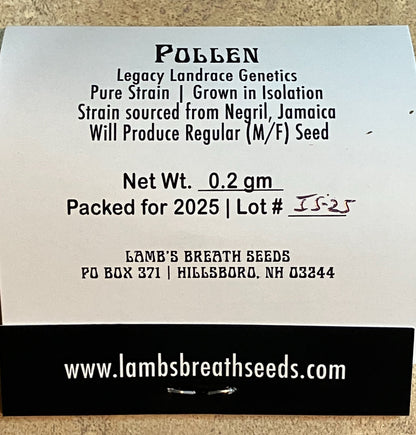 POLLEN
Legacy Landrace Genetics
Pure Strain | Grown in Isolation
Strain sourced from Negril, Jamaica
Will Produce Regular (M/F) Seed
Net Wt. 0.2 gm
Packed for 2025 | Lot # IS-25
LAMB'S BREATH SEEDS
PO BOX 371 | HILLSBORO, NH 03244
www.lambsbreathseeds.com